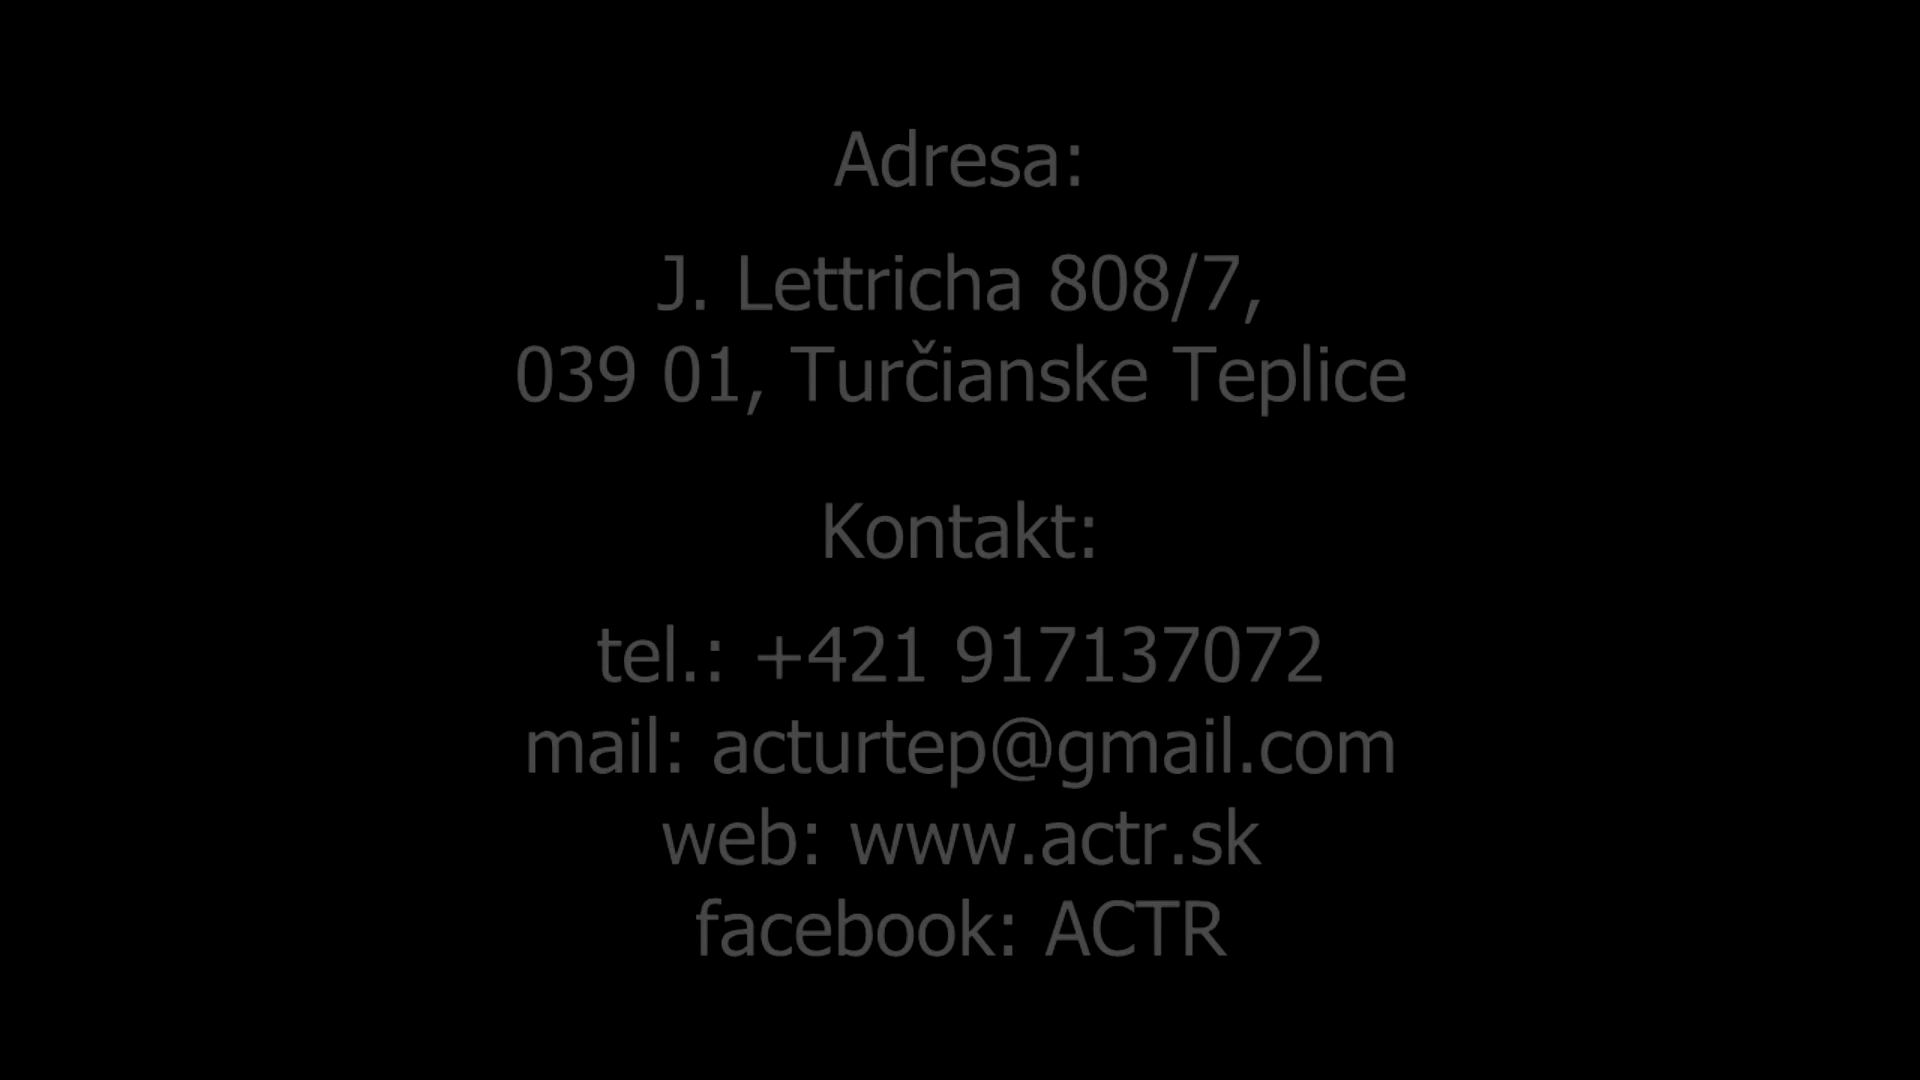 Adresa:
J. Lettricha 808/7,
039 01, Turčianske Teplice
Kontakt:
tel.: +421 917137072
mail: acturtep@gmail.com
web: www.actr.sk
facebook: ACTR